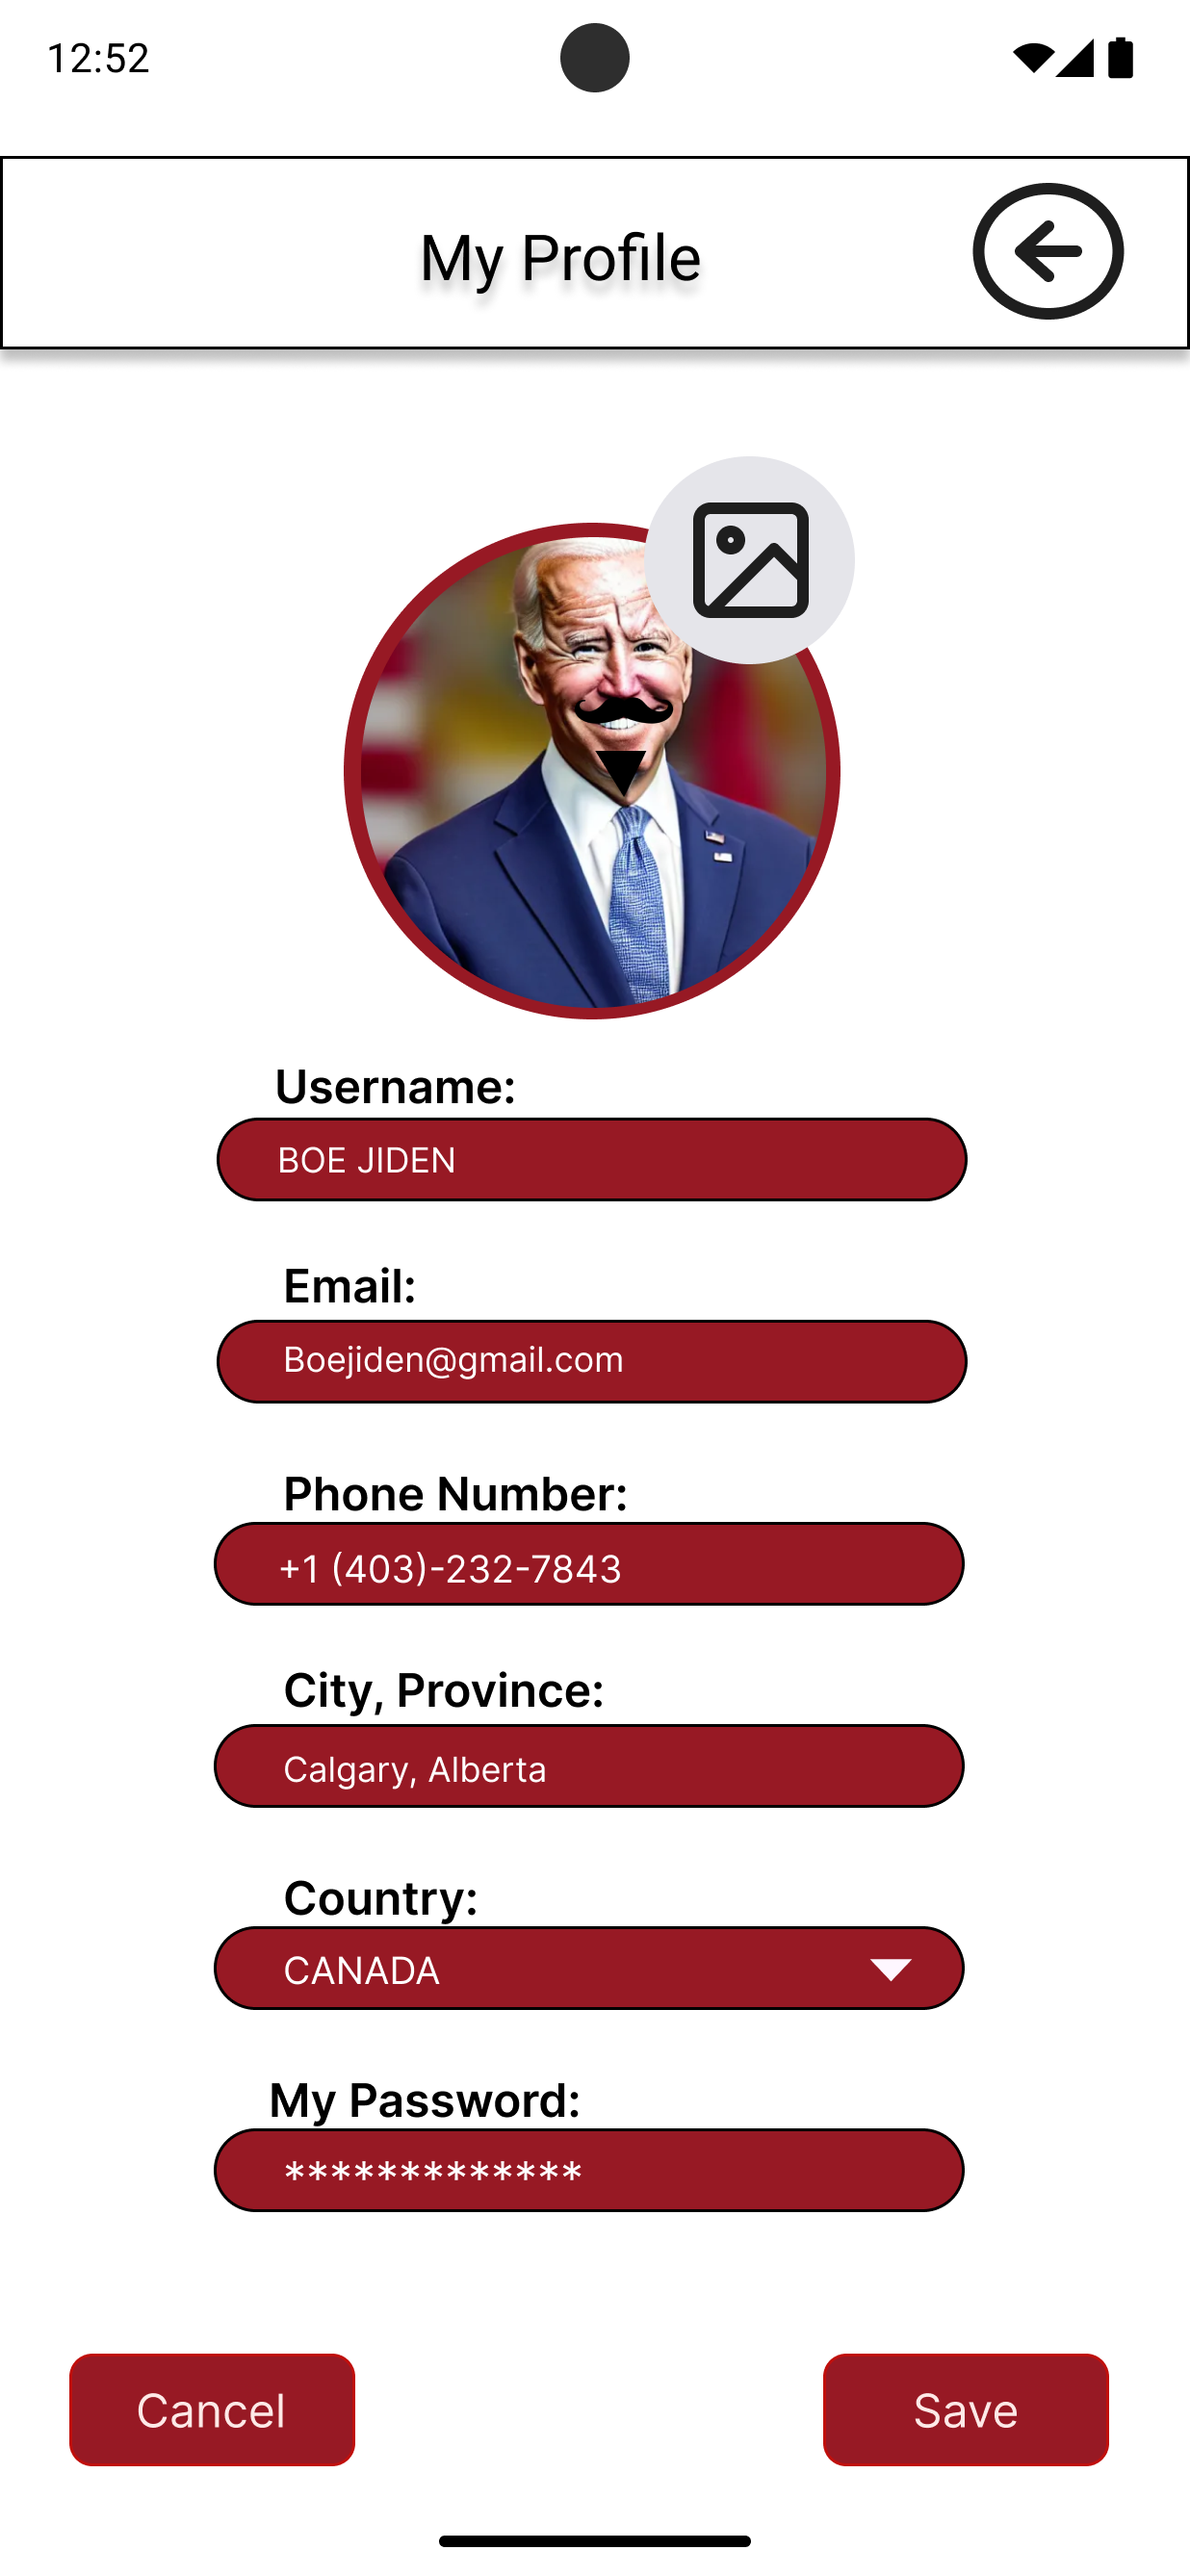 12:52
My Profile
Username:
BOE JIDEN
Email:
Boejiden@gmail.com
Phone Number:
+1 (403)-232-7843
City, Province:
Calgary, Alberta
Country:
CANADA
My Password:
*************
Cancel
Save